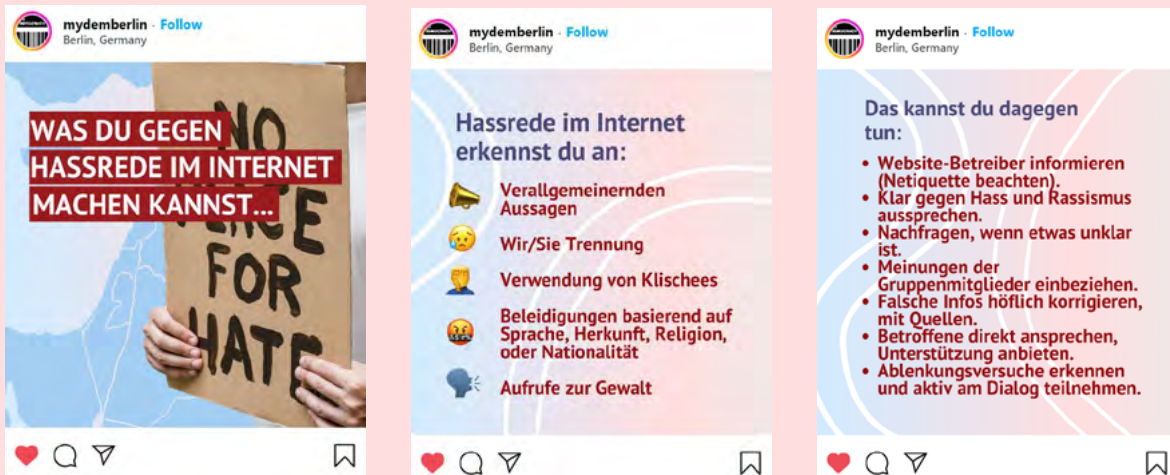 mydemberlin · Follow
Berlin, Germany
WAS DU GEGEN
HASSREDE IM INTERNET
MACHEN KANNST...
NO
PLACE
FOR
HATE
mydemberlin · Follow
Berlin, Germany
Hassrede im Internet
erkennst du an:
Verallgemeinernden
Aussagen
Wir/Sie Trennung
Verwendung von Klischees
Beleidigungen basierend auf
Sprache, Herkunft, Religion,
oder Nationalität
Aufrufe zur Gewalt
mydemberlin · Follow
Berlin, Germany
Das kannst du dagegen
tun:
• Website-Betreiber informieren
(Netiquette beachten).
• Klar gegen Hass und Rassismus
aussprechen.
• Nachfragen, wenn etwas unklar
ist.
• Meinungen der
Gruppenmitglieder einbeziehen.
• Falsche Infos höflich korrigieren,
mit Quellen.
• Betroffene direkt ansprechen,
Unterstützung anbieten.
• Ablenkungsversuche erkennen
und aktiv am Dialog teilnehmen.